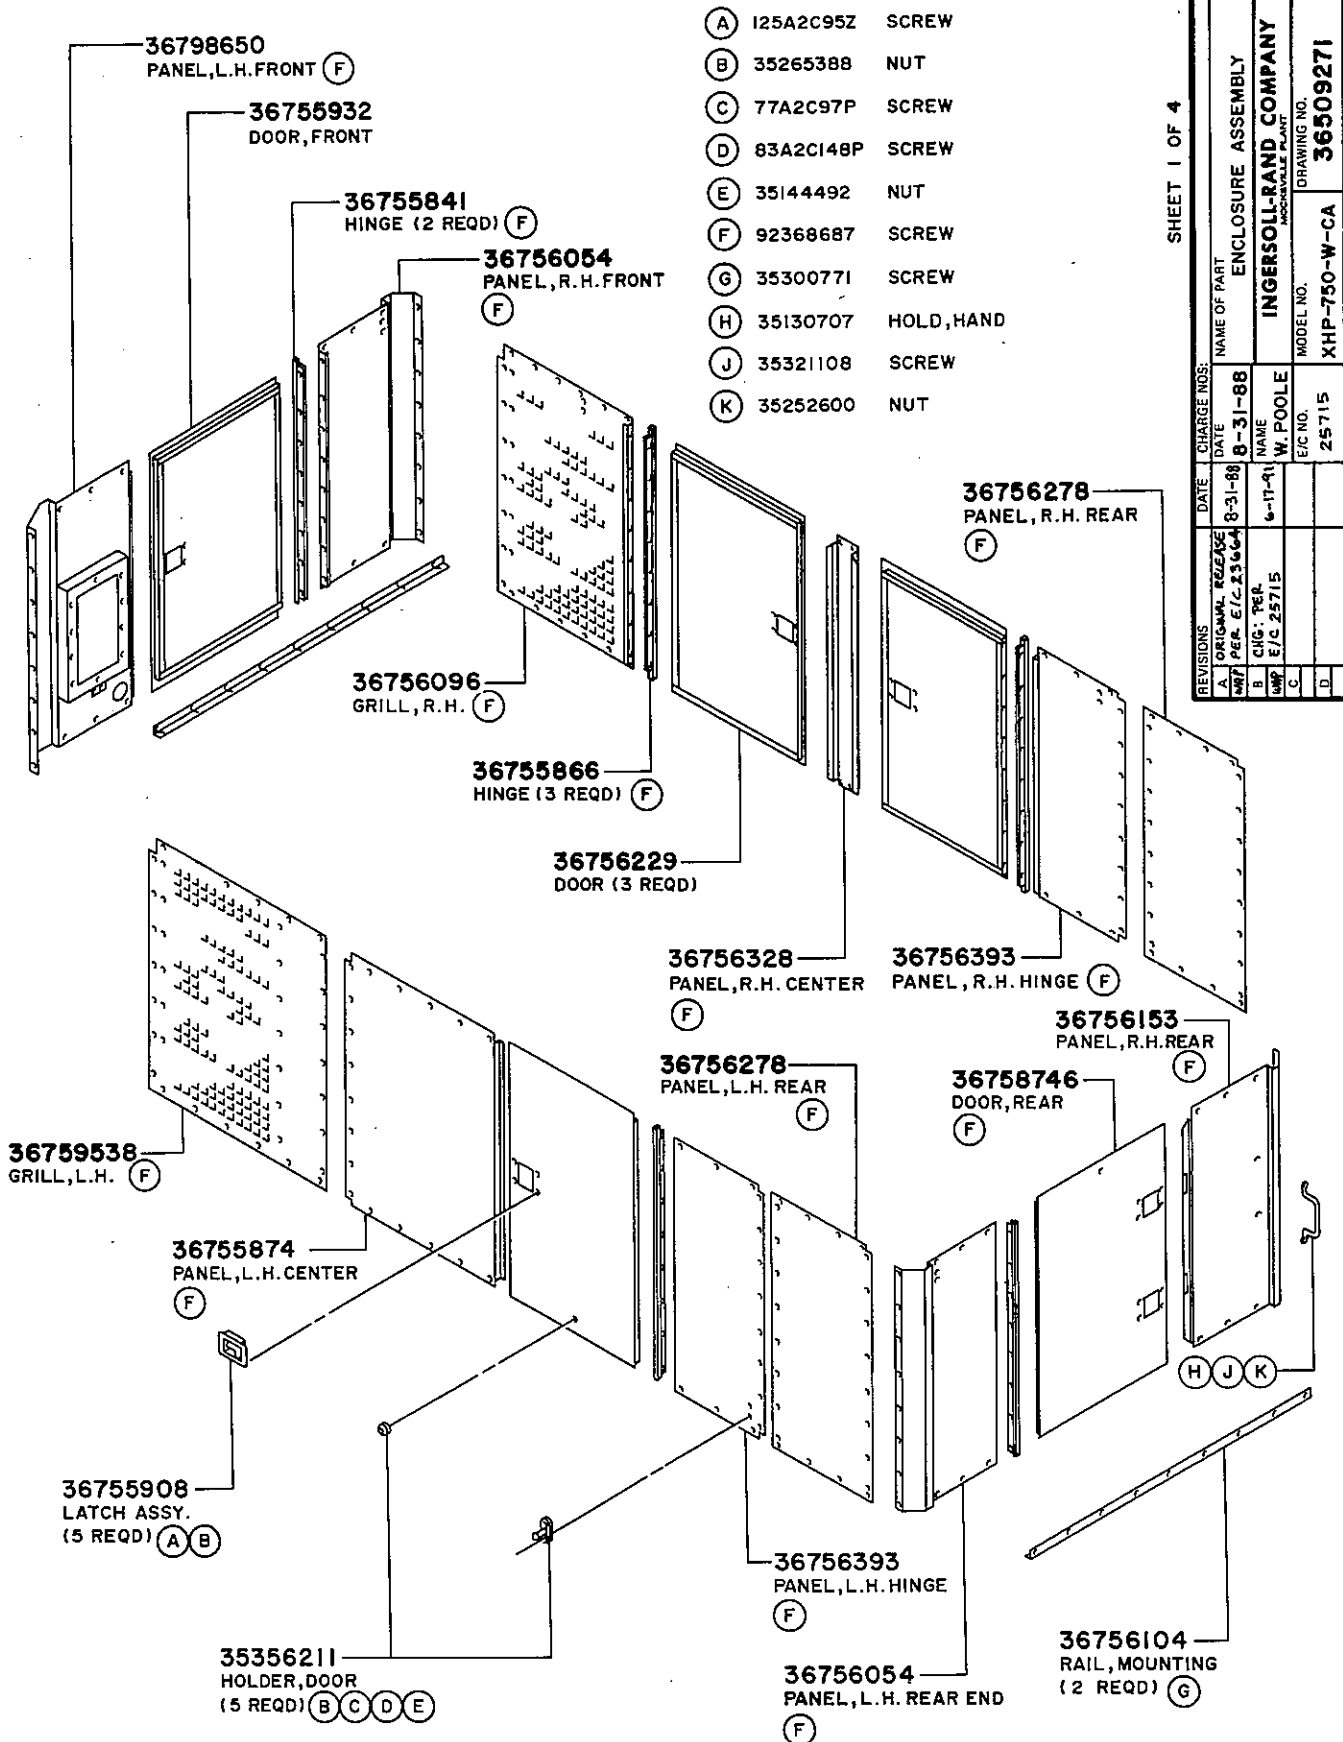 36798650
PANEL, L.H. FRONT (F)
36755932
DOOR, FRONT
36755841
HINGE (2 REQD) (F)
36756054
PANEL, R.H. FRONT
(F)
(A) 125A2C95Z SCREW
(B) 35265388 NUT
(C) 77A2C97P SCREW
(D) 83A2C148P SCREW
(E) 35144492 NUT
(F) 92368687 SCREW
(G) 35300771 SCREW
(H) 35130707 HOLD, HAND
(J) 35321108 SCREW
(K) 35252600 NUT
SHEET 1 OF 4
REVISIONS DATE
A ORIGINAL RELEASE
PER E/C 23664 8-31-88
B CHG: PER
E/C 25715 6-17-91
C
D
CHARGE NOS:
DATE
8-31-88
NAME
W. POOLE
E/C NO.
25715
NAME OF PART
ENCLOSURE ASSEMBLY
INGERSOLL-RAND COMPANY
MOCKSVILLE PLANT
MODEL NO.
XHP-750-W-CA
DRAWING NO.
36509271
36756278
PANEL, R.H. REAR
(F)
36756096
GRILL, R.H. (F)
36755866
HINGE (3 REQD) (F)
36756229
DOOR (3 REQD)
36756328
PANEL, R.H. CENTER
(F)
36756393
PANEL, R.H. HINGE (F)
36756153
PANEL, R.H. REAR
(F)
36756278
PANEL, L.H. REAR
(F)
36758746
DOOR, REAR
(F)
36759538
GRILL, L.H. (F)
36755874
PANEL, L.H. CENTER
(F)
(H) (J) (K)
36755908
LATCH ASSY.
(5 REQD) (A) (B)
36756393
PANEL, L.H. HINGE
(F)
35356211
HOLDER, DOOR
(5 REQD) (B) (C) (D) (E)
36756054
PANEL, L.H. REAR END
(F)
36756104
RAIL, MOUNTING
(2 REQD) (G)